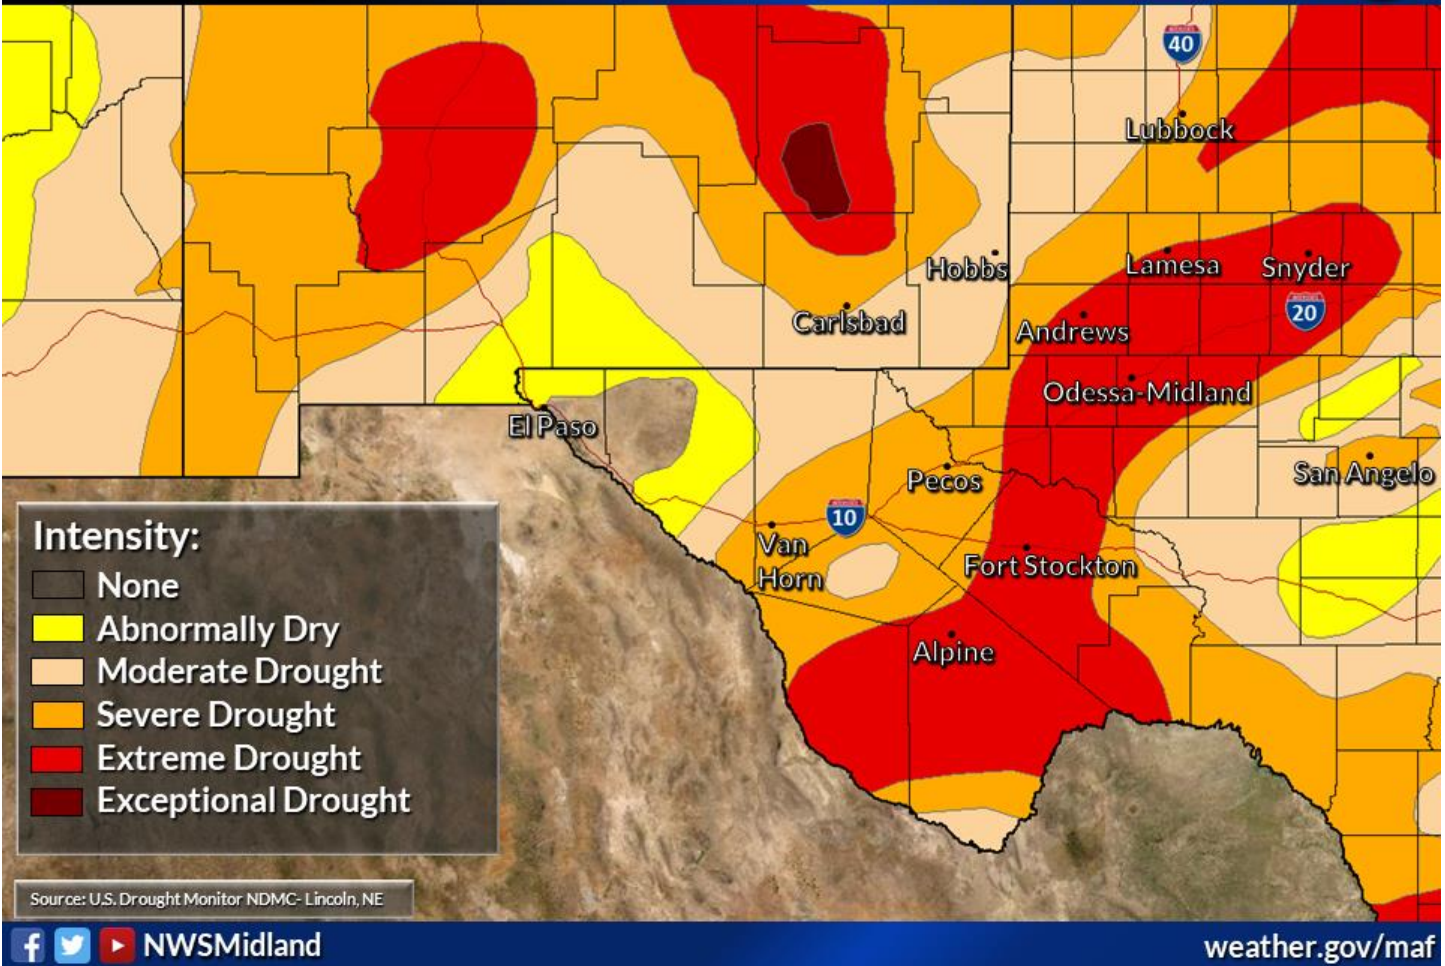 40
Lubbock
Hobbs
Lamesa
Snyder
Carlsbad
Andrews
20
Odessa-Midland
El Paso
Pecos
San Angelo
10
Van
Horn
Fort Stockton
Alpine
Intensity:
None
Abnormally Dry
Moderate Drought
Severe Drought
Extreme Drought
Exceptional Drought
Source: U.S. Drought Monitor NDMC- Lincoln, NE
NWSMidland
weather.gov/maf